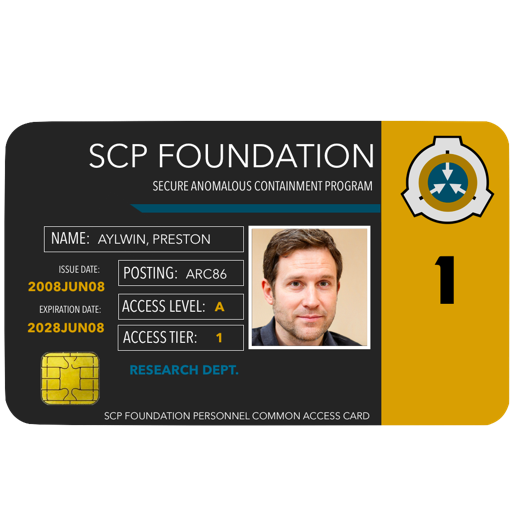 SCP FOUNDATION
SECURE ANOMALOUS CONTAINMENT PROGRAM
NAME: AYLWIN, PRESTON
ISSUE DATE:
2008JUN08
EXPIRATION DATE:
2028JUN08
POSTING: ARC86
ACCESS LEVEL: A
ACCESS TIER: 1
RESEARCH DEPT.
SCP FOUNDATION PERSONNEL COMMON ACCESS CARD
1